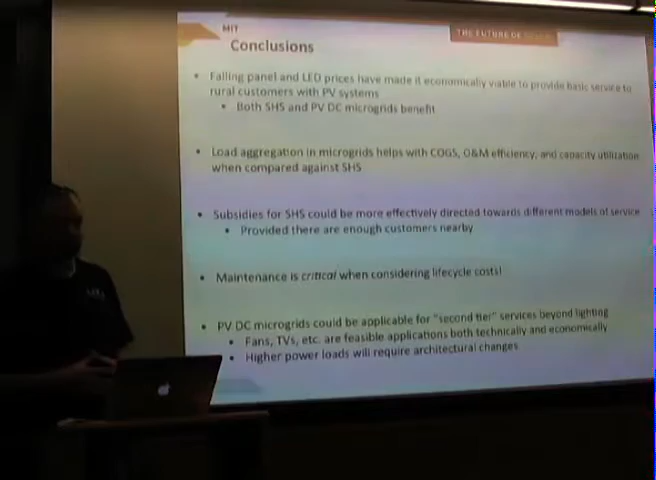 MIT
THE FUTURE OF
Conclusions
• Falling panel and LED prices have made it economically viable to provide basic service to
rural customers with PV systems
• Both SHS and PV DC microgrids benefit
• Load aggregation in microgrids helps with COGS, O&M efficiency, and capacity utilization
when compared against SHS
• Subsidies for SHS could be more effectively directed towards different models of service
• Provided there are enough customers nearby
• Maintenance is critical when considering lifecycle costs!
• PV DC microgrids could be applicable for "second tier" services beyond lighting
• Fans, TVs, etc. are feasible applications both technically and economically
• Higher power loads will require architectural changes